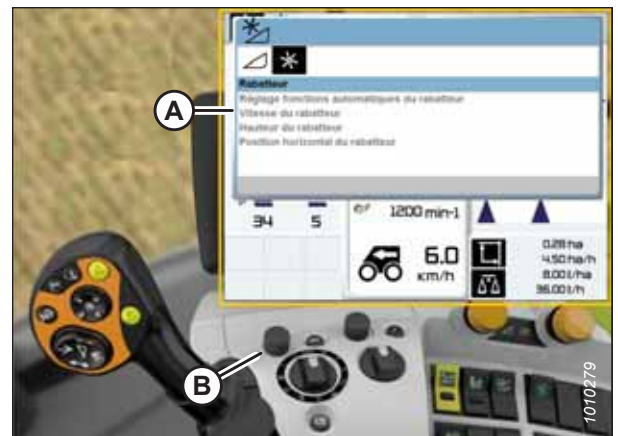 Rabatteur
Réglage fonctions automatiques du rabatteur
Vitesse du rabatteur
Hauteur du rabatteur
Position horizontal du rabatteur
A
34
5
1200 min-1
6.0
км/h
0.28 ha
4.50 ha/h
8.00 l/ha
36.00 l/h
B
1010279